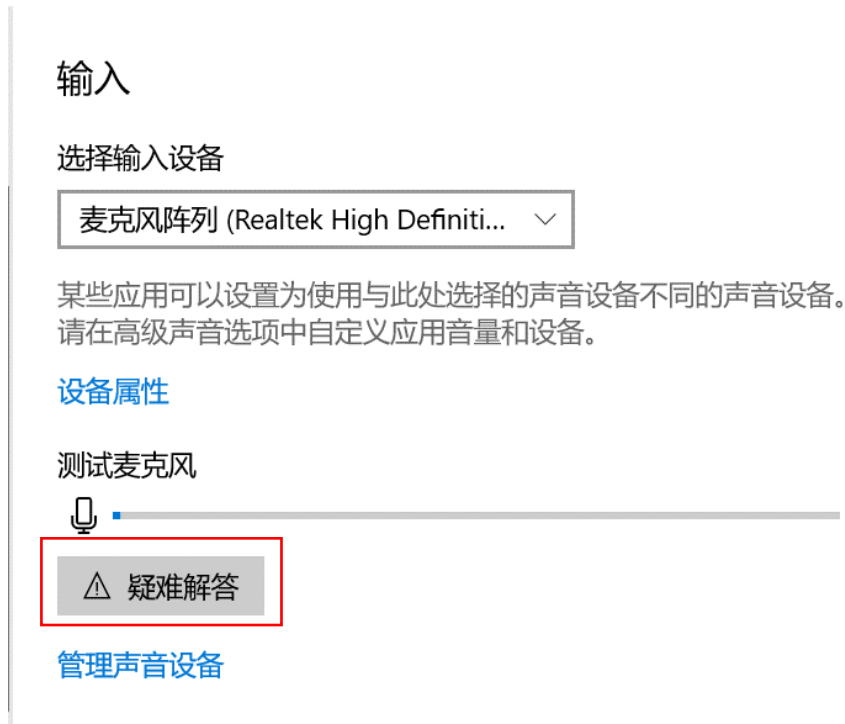 输入
选择输入设备
麦克风阵列 (Realtek High Definiti...
某些应用可以设置为使用与此处选择的声音设备不同的声音设备。
请在高级声音选项中自定义应用音量和设备。
设备属性
测试麦克风
疑难解答
管理声音设备